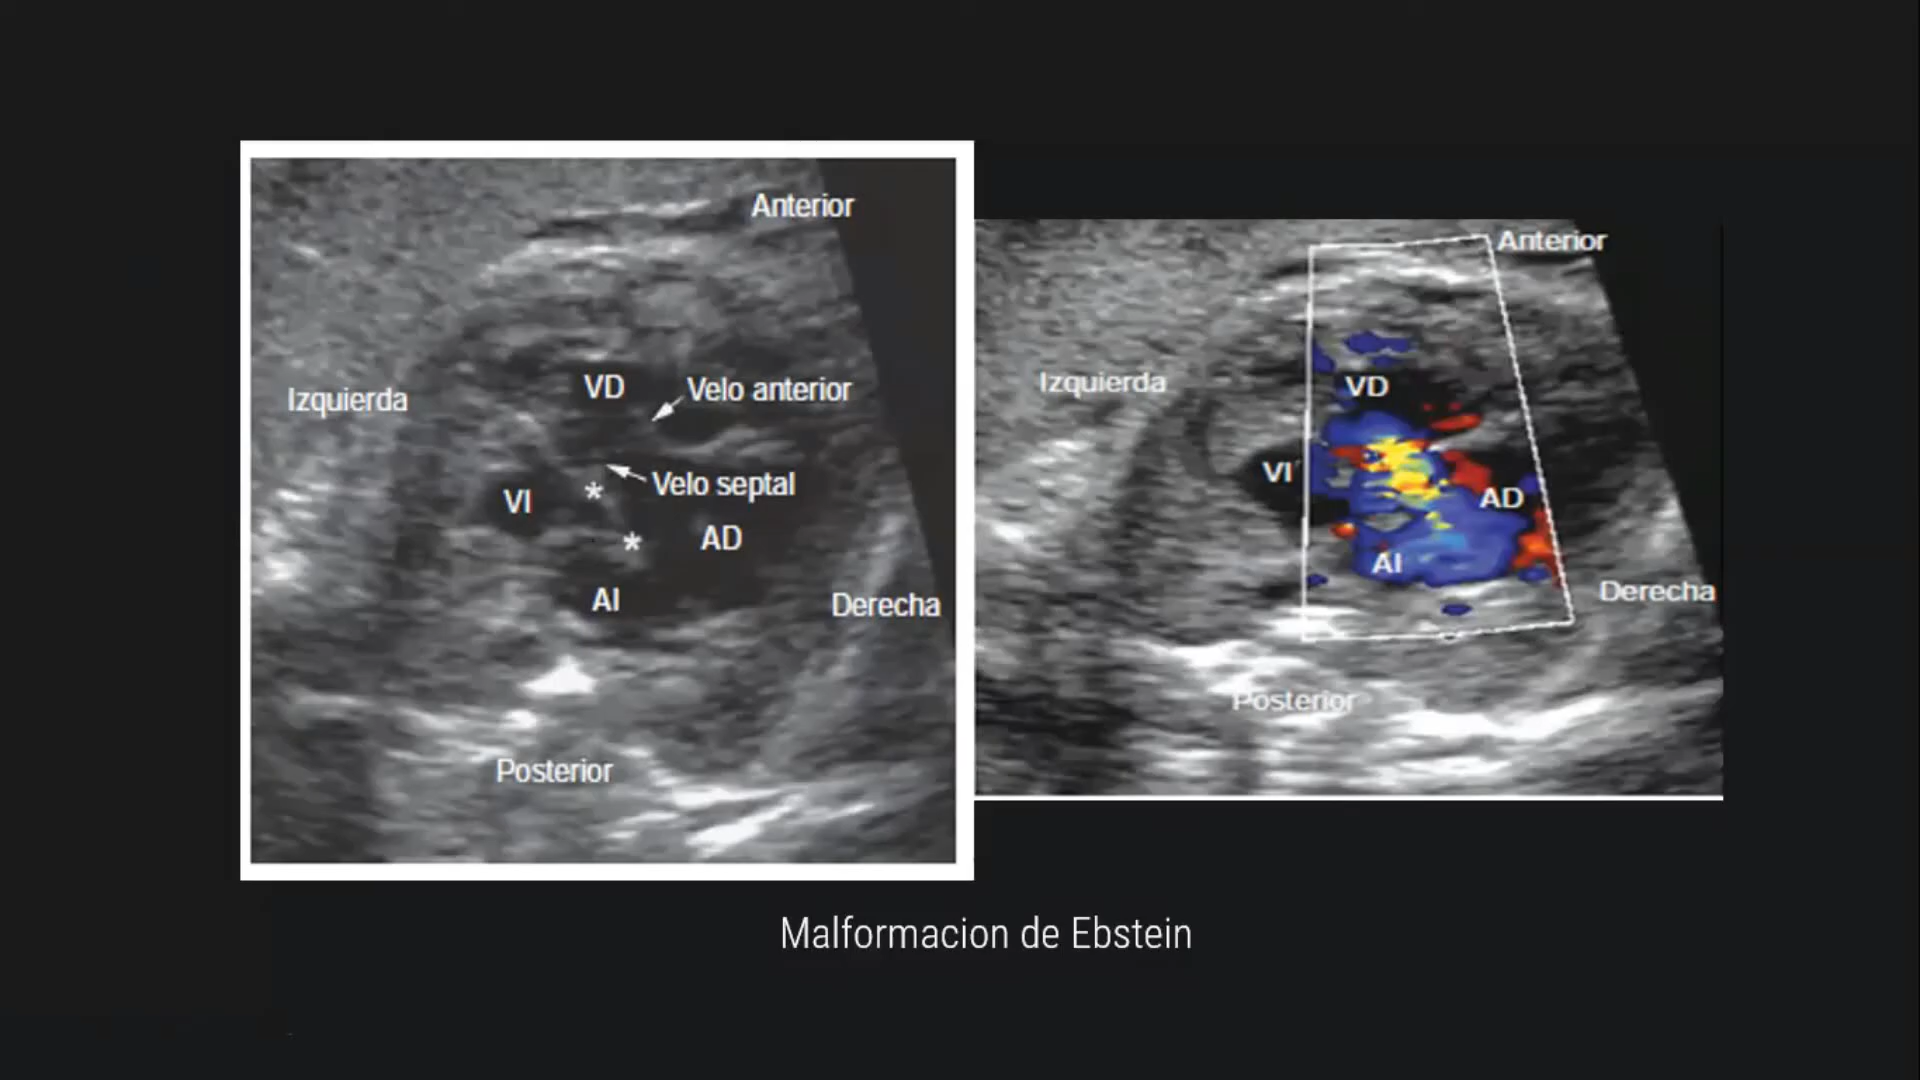 Anterior
VD
Velo anterior
Izquierda
Velo septal
VI
*
*
AD
AI
Derecha
Posterior
Anterior
Izquierda
VD
VI
AD
AI
Derecha
Posterior
Malformacion de Ebstein